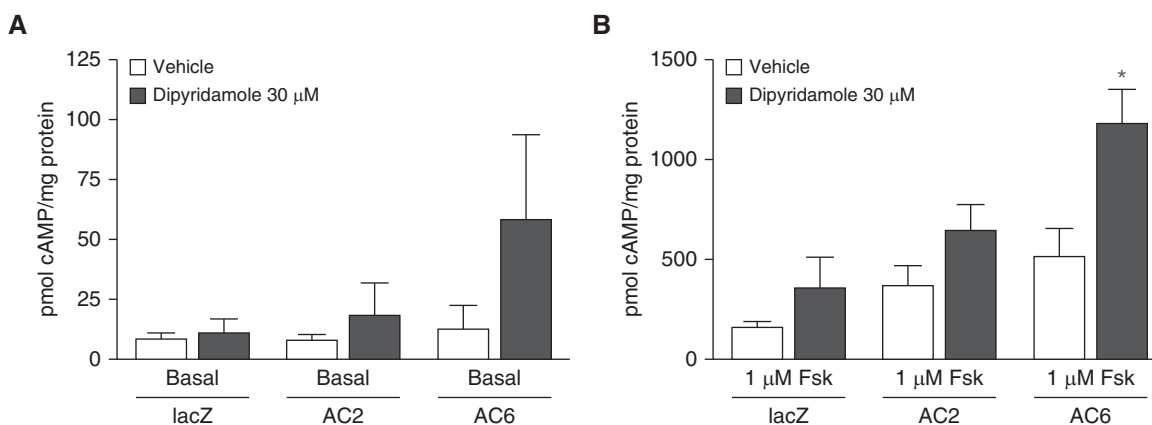 A
pmol cAMP/mg protein
125
100
75
50
25
0
Vehicle
Dipyridamole 30 μM
Basal
Basal
Basal
lacZ
AC2
AC6
B
pmol cAMP/mg protein
1500
1000
500
0
Vehicle
Dipyridamole 30 μM
*
1 μM Fsk
1 μM Fsk
1 μM Fsk
lacZ
AC2
AC6